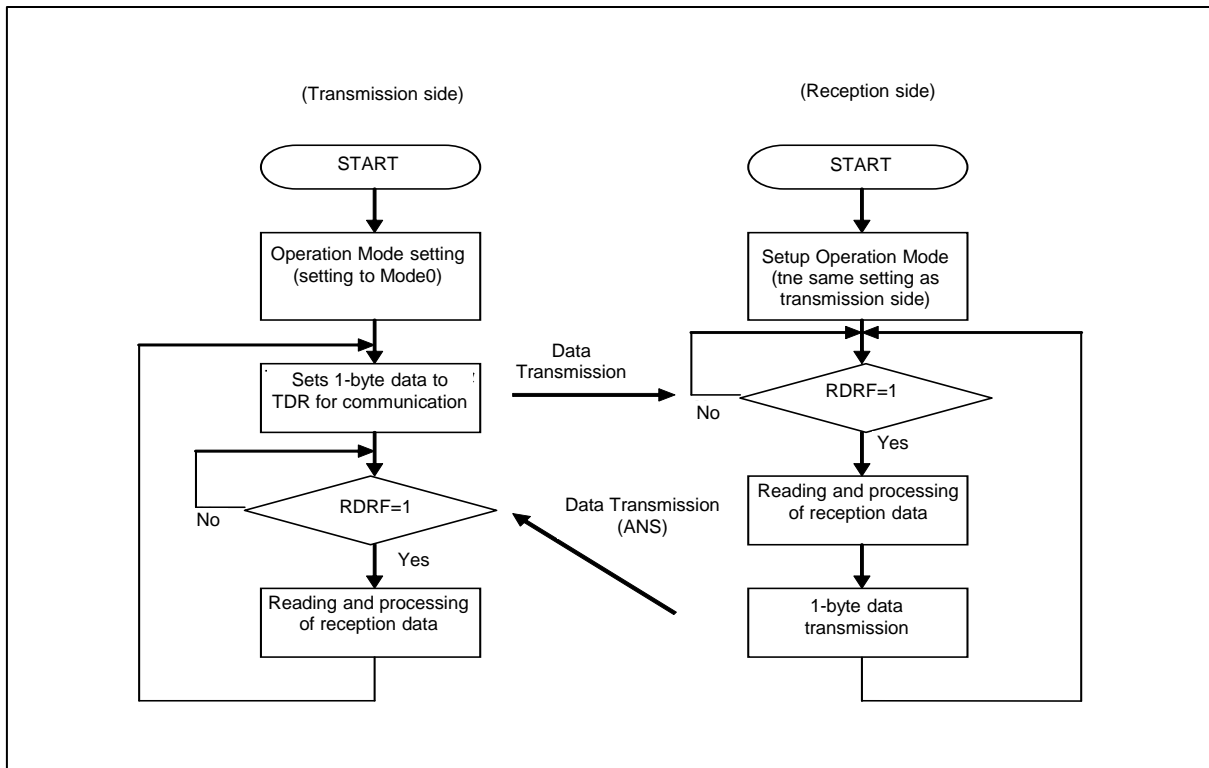 (Transmission side)
START
Operation Mode setting
(setting to Mode0)
Sets 1-byte data to
TDR for communication
RDRF=1
No
Yes
Reading and processing
of reception data
Data
Transmission
Data Transmission
(ANS)
(Reception side)
START
Setup Operation Mode
(tne same setting as
transmission side)
RDRF=1
No
Yes
Reading and processing
of reception data
1-byte data
transmission